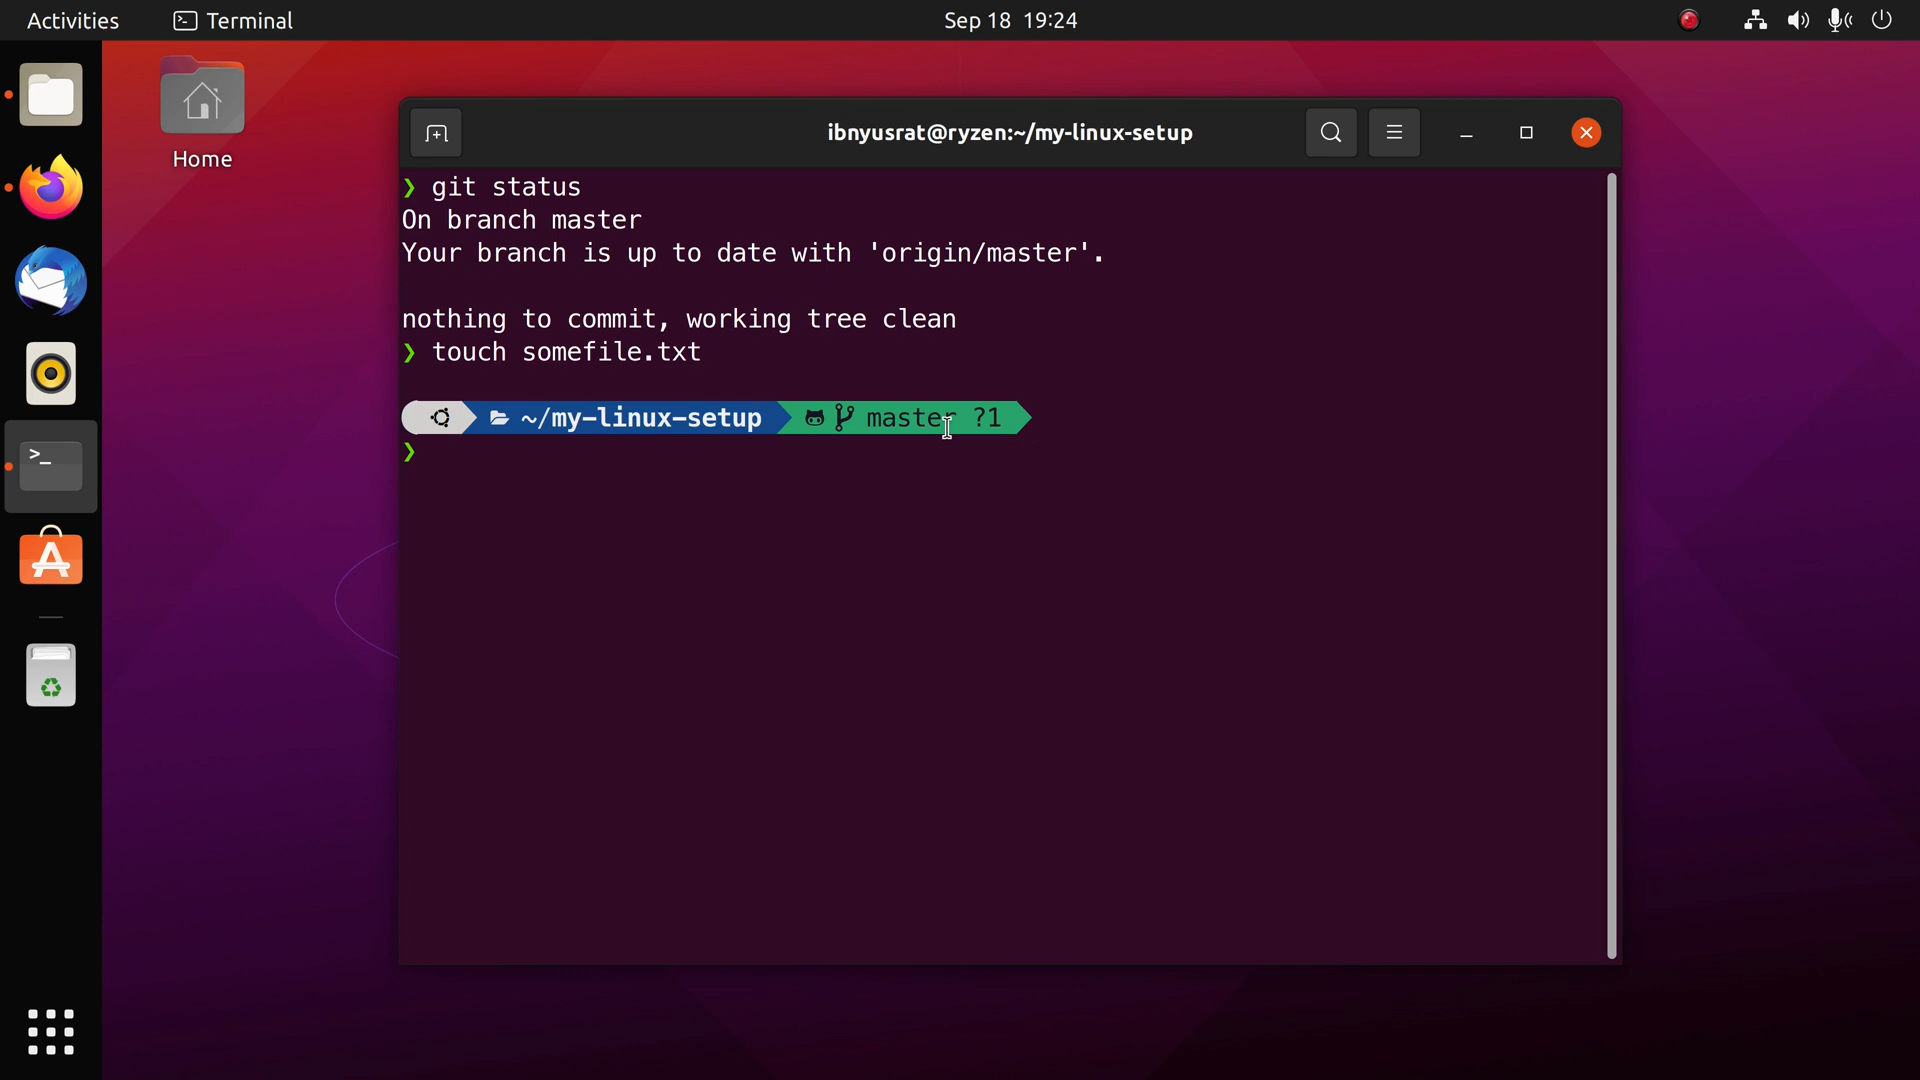 Activities Terminal Sep 18 19:24
Home
ibnyusrat@ryzen:~/my-linux-setup
❯ git status
On branch master
Your branch is up to date with 'origin/master'.
nothing to commit, working tree clean
❯ touch somefile.txt
~/my-linux-setup master ?1
❯